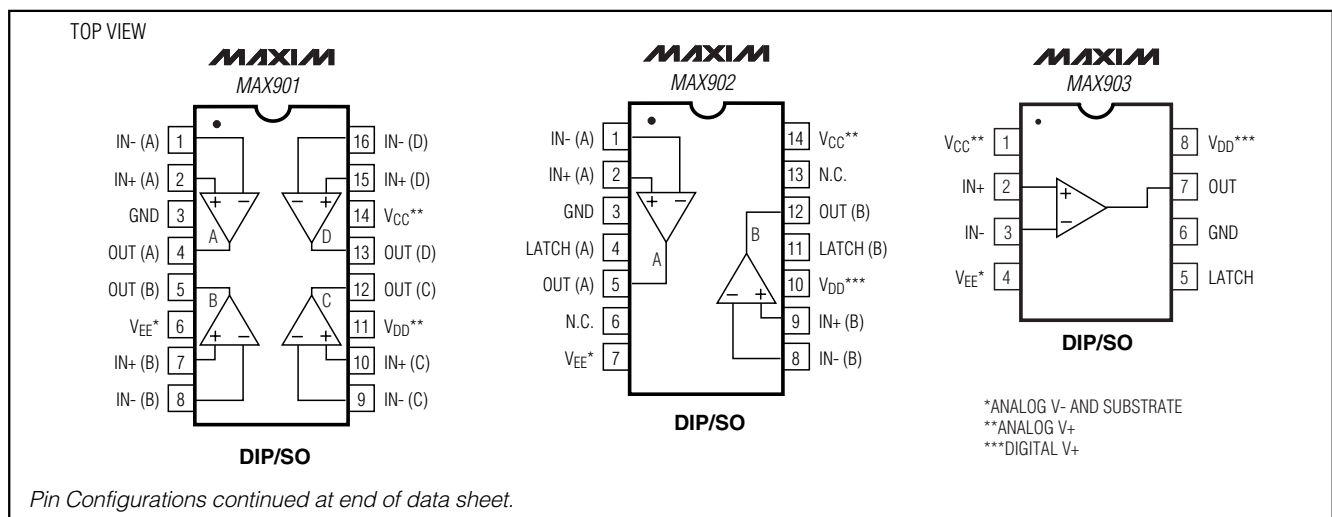 TOP VIEW
MAXIM
MAX901
IN- (A) 1
IN+ (A) 2
GND 3
OUT (A) 4
OUT (B) 5
VEE* 6
IN+ (B) 7
IN- (B) 8
16 IN- (D)
15 IN+ (D)
14 VCC**
13 OUT (D)
12 OUT (C)
11 VDD**
10 IN+ (C)
9 IN- (C)
+ −
A
+ −
D
B
+ −
C
− +
DIP/SO
MAXIM
MAX902
IN- (A) 1
IN+ (A) 2
GND 3
LATCH (A) 4
OUT (A) 5
N.C. 6
VEE* 7
14 VCC**
13 N.C.
12 OUT (B)
11 LATCH (B)
10 VDD***
9 IN+ (B)
8 IN- (B)
+ −
A
B
− +
DIP/SO
MAXIM
MAX903
VCC** 1
IN+ 2
IN- 3
VEE* 4
8 VDD***
7 OUT
6 GND
5 LATCH
+
−
DIP/SO
*ANALOG V- AND SUBSTRATE
**ANALOG V+
***DIGITAL V+
Pin Configurations continued at end of data sheet.